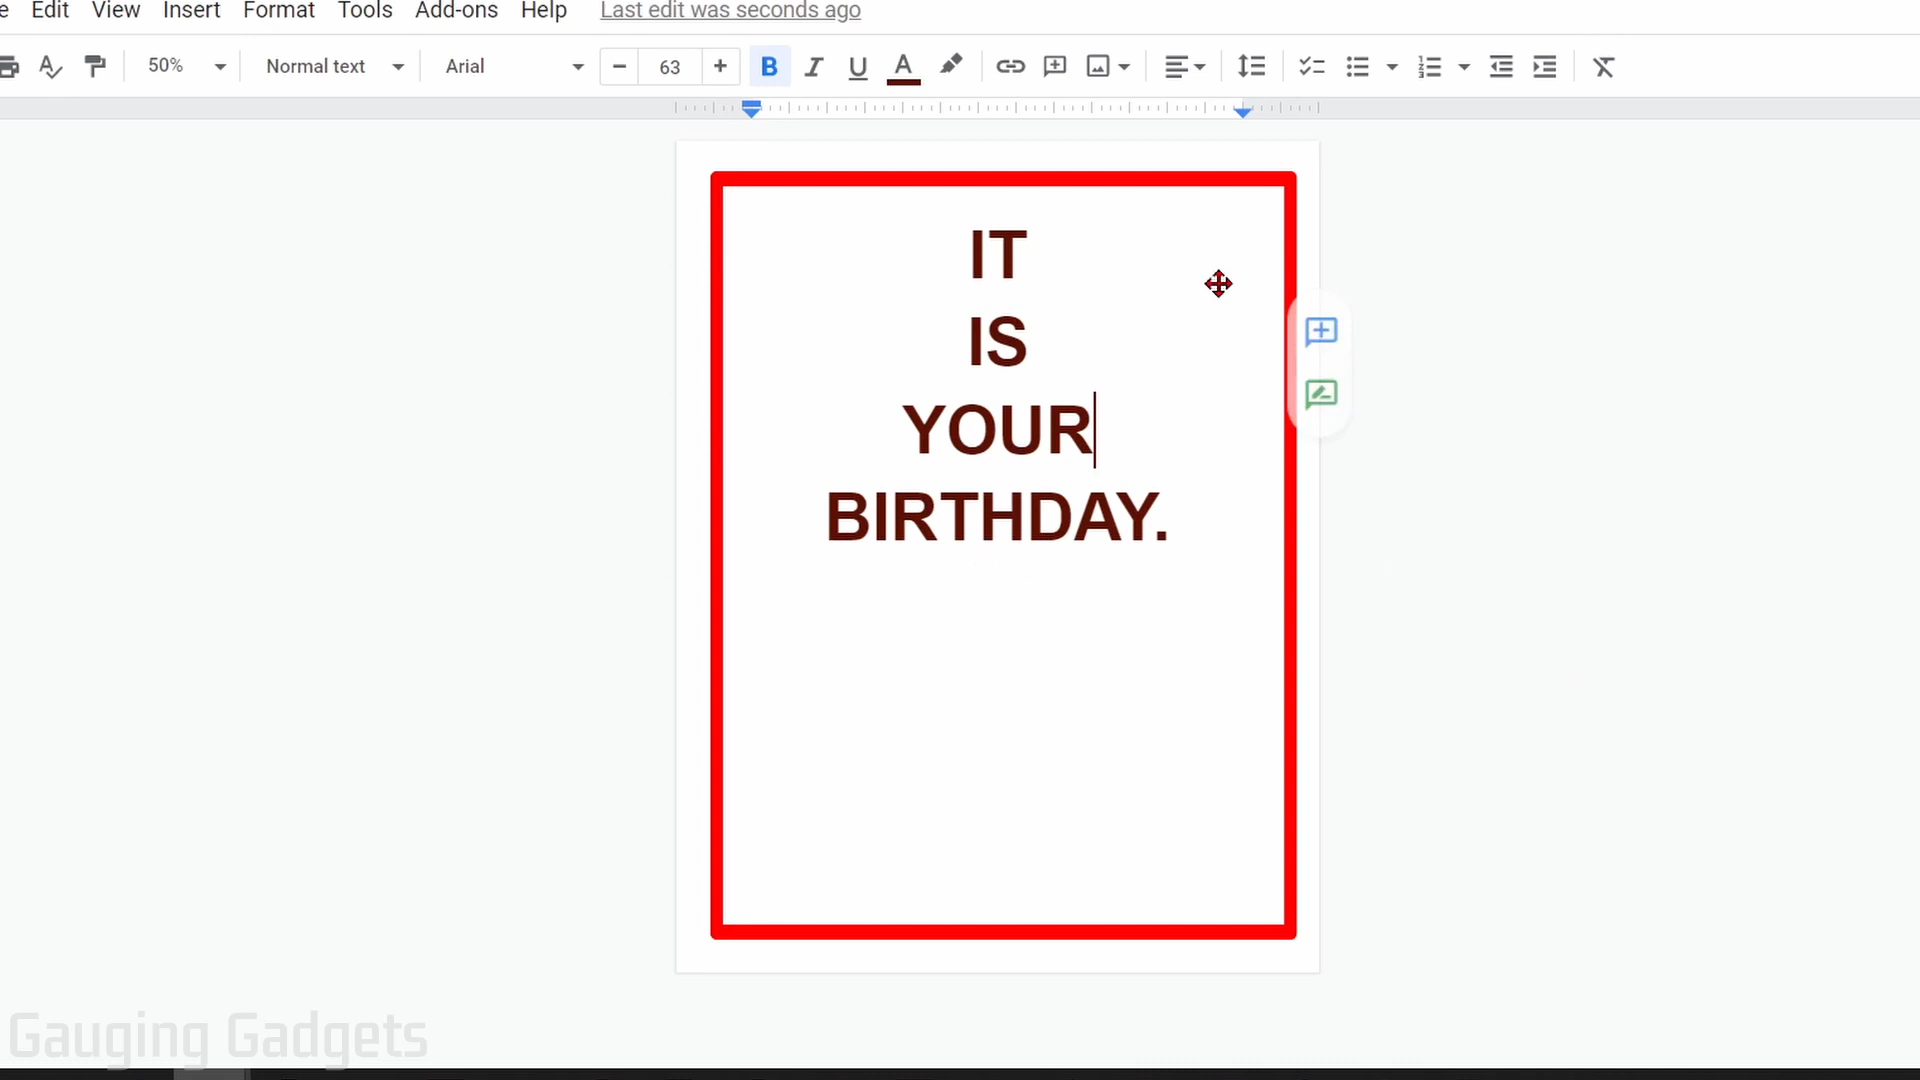 Edit View Insert Format Tools Add-ons Help Last edit was seconds ago
50% Normal text Arial 63 B I U A
IT
IS
YOUR
BIRTHDAY.
Gauging Gadgets